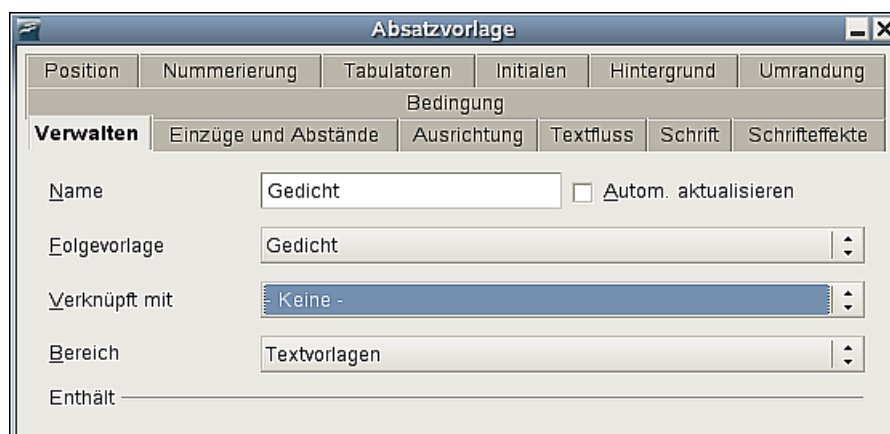 Absatzvorlage
Position Nummerierung Tabulatoren Initialen Hintergrund Umrandung
Bedingung
Verwalten Einzüge und Abstände Ausrichtung Textfluss Schrift Schrifteffekte
Name Gedicht Autom. aktualisieren
Folgevorlage Gedicht
Verknüpft mit - Keine -
Bereich Textvorlagen
Enthält